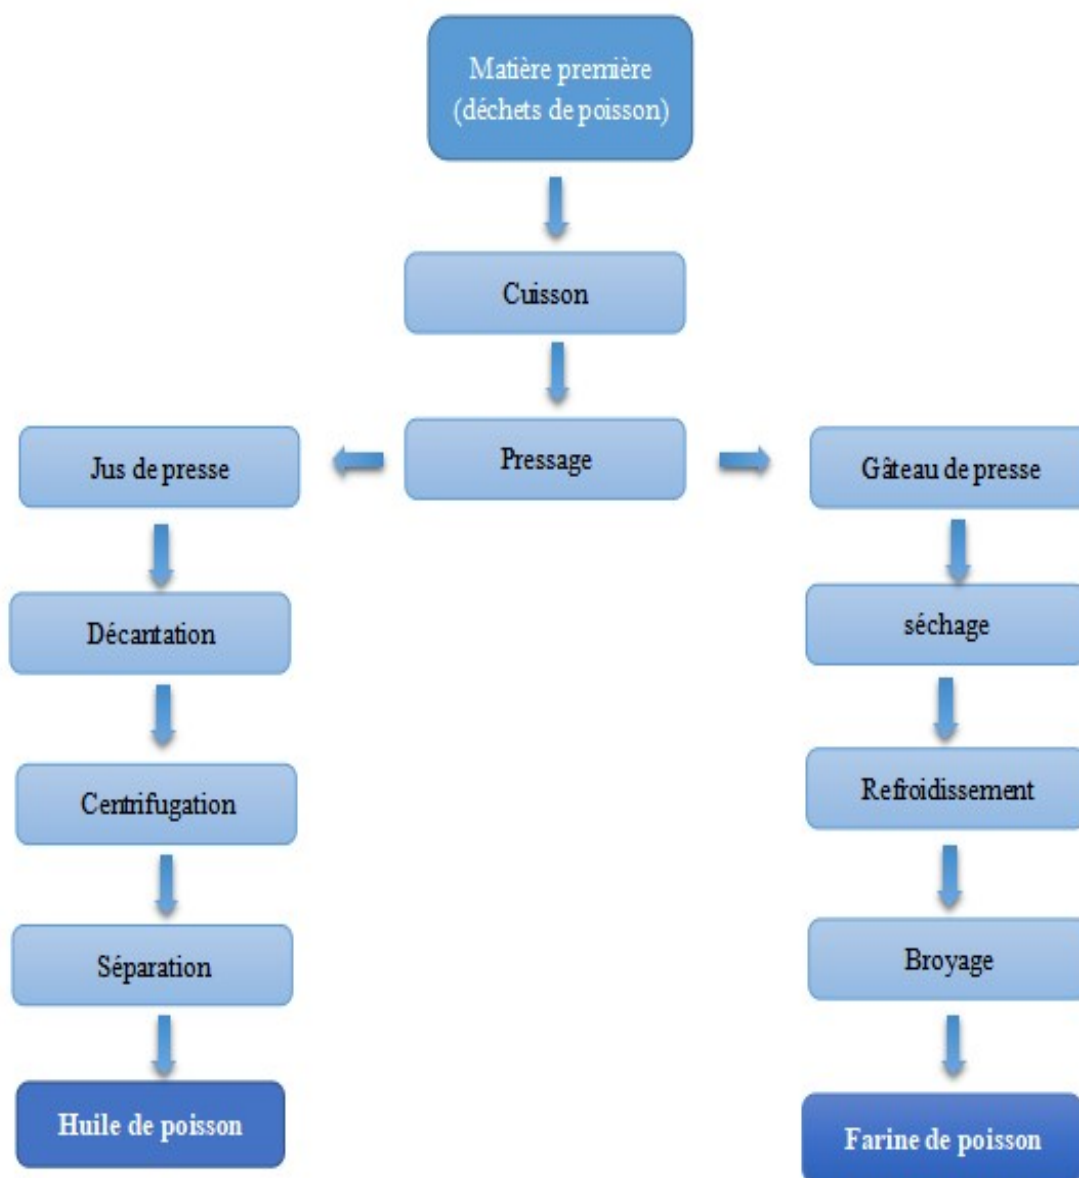 Matière première
(déchets de poisson)
Cuisson
Pressage
Jus de presse
Gâteau de presse
Décantation
séchage
Centrifugation
Refroidissement
Séparation
Broyage
Huile de poisson
Farine de poisson